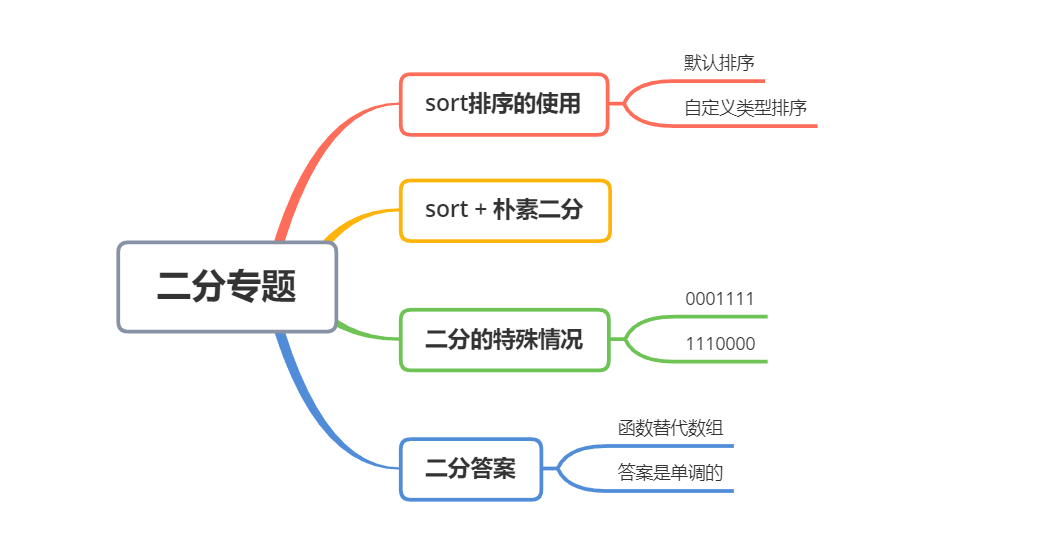 二分专题
sort排序的使用
默认排序
自定义类型排序
sort + 朴素二分
二分的特殊情况
0001111
1110000
二分答案
函数替代数组
答案是单调的